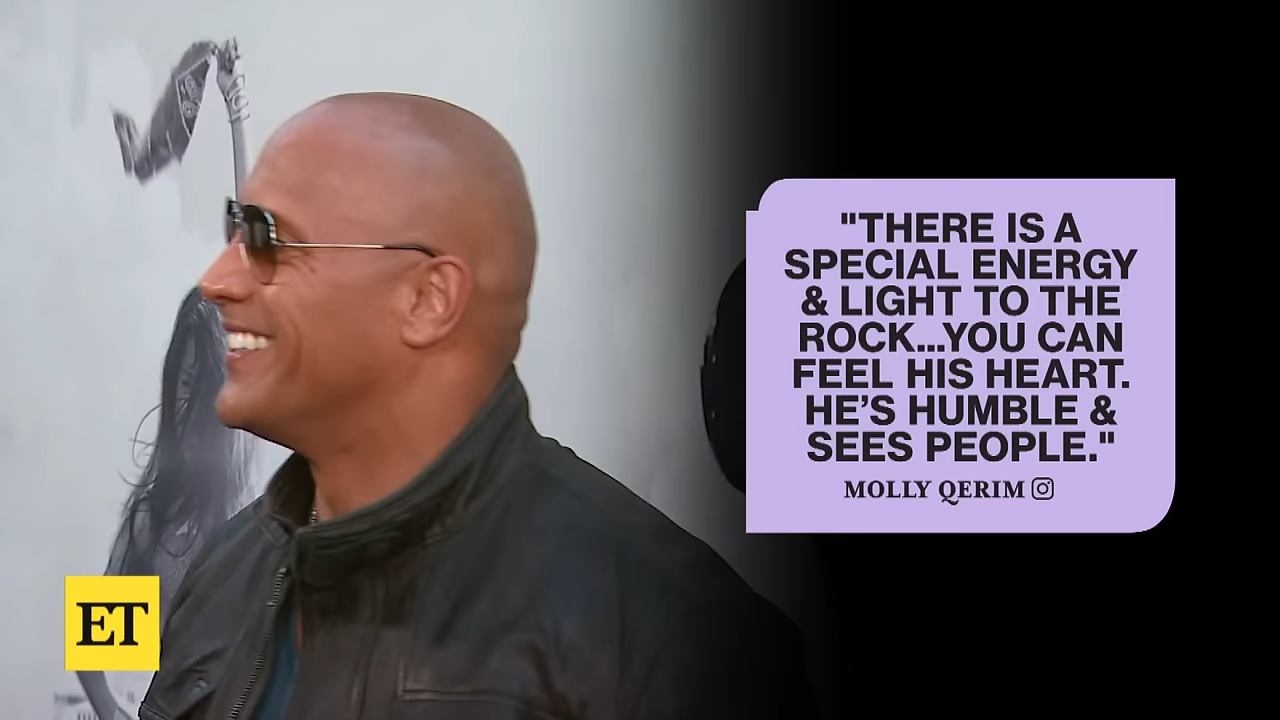 "THERE IS A
SPECIAL ENERGY
& LIGHT TO THE
ROCK...YOU CAN
FEEL HIS HEART.
HE’S HUMBLE &
SEES PEOPLE."
MOLLY QERIM
ET